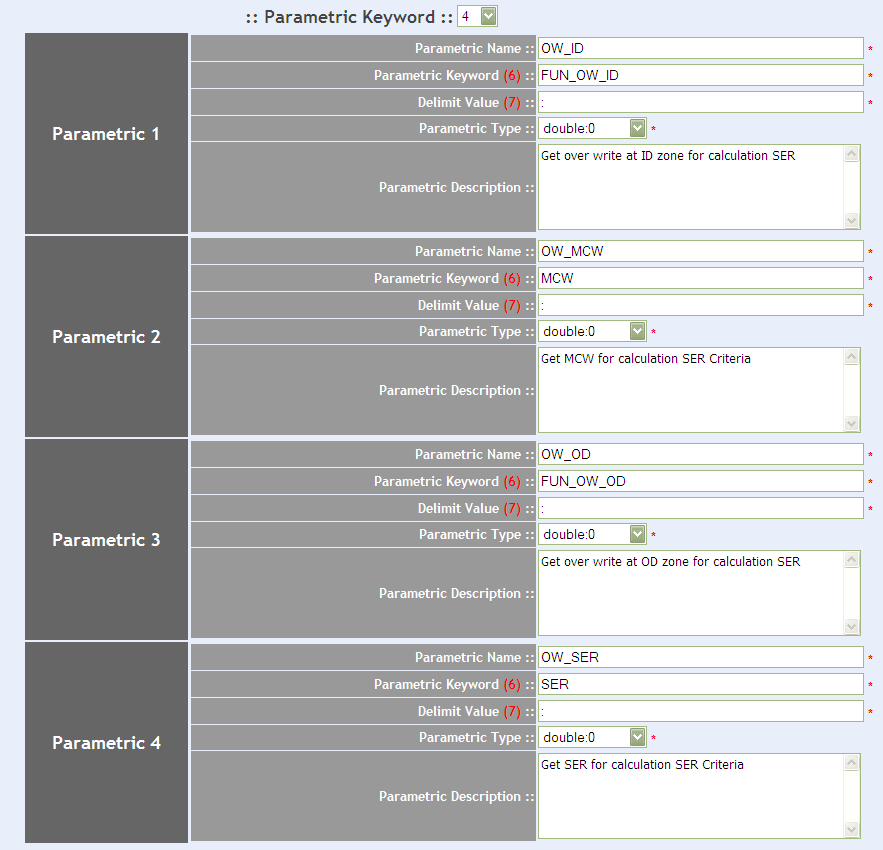 :: Parametric Keyword :: 4
Parametric 1
Parametric Name :: OW_ID *
Parametric Keyword (6) :: FUN_OW_ID *
Delimit Value (7) :: : *
Parametric Type :: double:0 *
Parametric Description :: Get over write at ID zone for calculation SER
Parametric 2
Parametric Name :: OW_MCW *
Parametric Keyword (6) :: MCW *
Delimit Value (7) :: : *
Parametric Type :: double:0 *
Parametric Description :: Get MCW for calculation SER Criteria
Parametric 3
Parametric Name :: OW_OD *
Parametric Keyword (6) :: FUN_OW_OD *
Delimit Value (7) :: : *
Parametric Type :: double:0 *
Parametric Description :: Get over write at OD zone for calculation SER
Parametric 4
Parametric Name :: OW_SER *
Parametric Keyword (6) :: SER *
Delimit Value (7) :: : *
Parametric Type :: double:0 *
Parametric Description :: Get SER for calculation SER Criteria